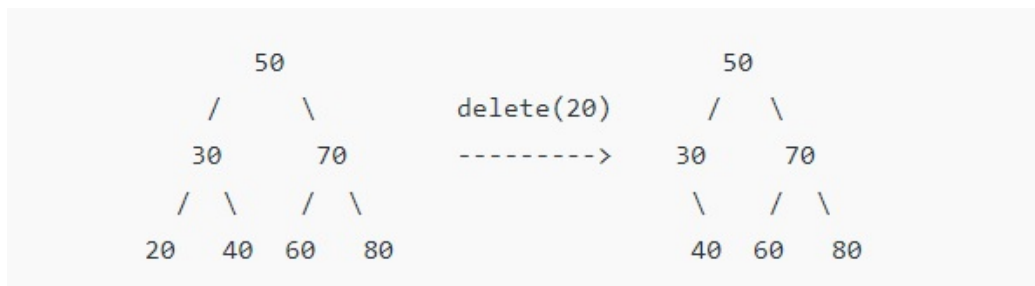 50 50
/ \ delete(20) / \
30 70 ---------> 30 70
/ \ / \ \ / \
20 40 60 80 40 60 80